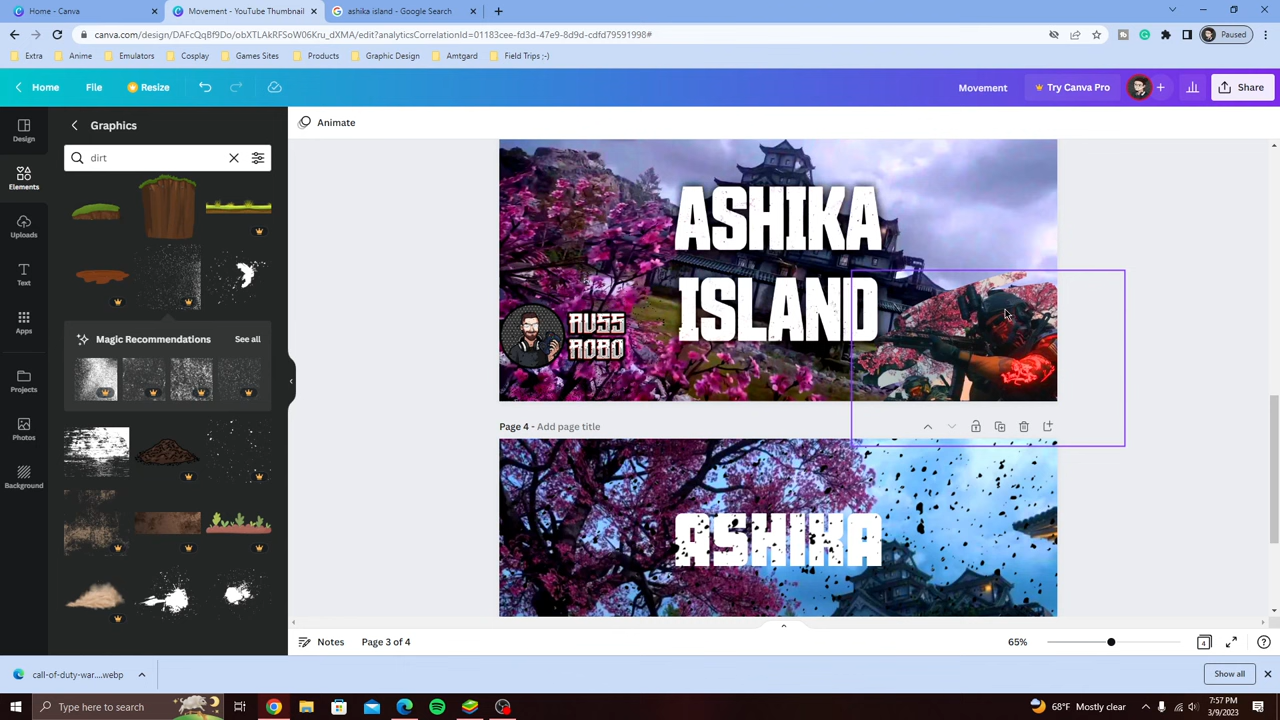 Home - Canva
Movement - YouTube Thumbnail
ashika island - Google Search
canva.com/design/DAFcQqBf9Do/obXTLAkRFSoW06Kru_dXMA/edit?analyticsCorrelationId=01183cee-fd3d-47e9-8d9d-cdfd79591998#
Paused
Extra
Anime
Emulators
Cosplay
Games Sites
Products
Graphic Design
Amtgard
Field Trips ;-)
Home
File
Resize
Movement
Try Canva Pro
Share
Design
Elements
Uploads
Text
Apps
Projects
Photos
Background
Graphics
dirt
Magic Recommendations
See all
Animate
ASHIKA
ISLAND
RUSS
ROBO
Page 4 - Add page title
ASHIKA
Notes
Page 3 of 4
65%
4
call-of-duty-war....webp
Show all
Type here to search
68°F Mostly clear
7:57 PM
3/9/2023